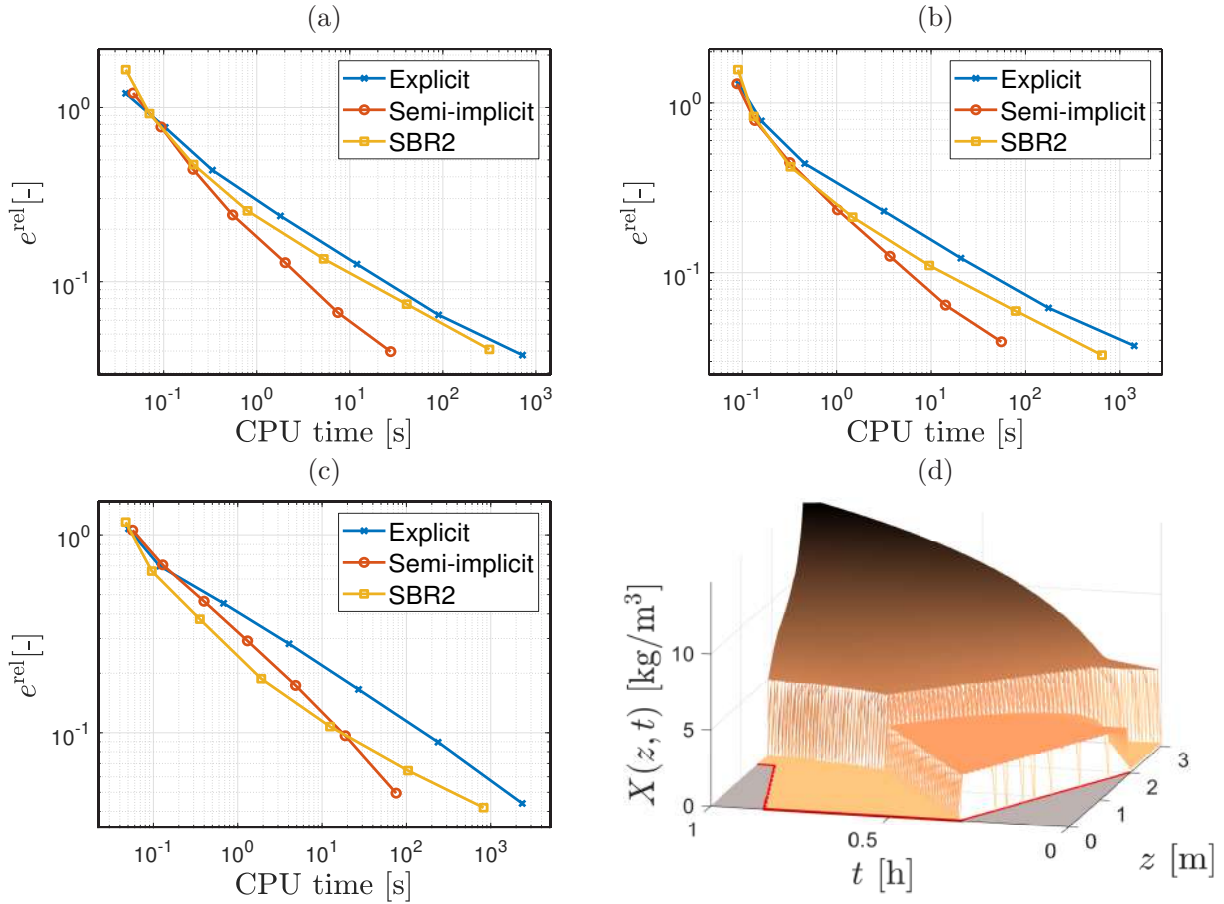 (a)
10^0
10^-1
e^rel[-]
Explicit
Semi-implicit
SBR2
10^-1 10^0 10^1 10^2 10^3
CPU time [s]
(b)
10^0
10^-1
e^rel[-]
Explicit
Semi-implicit
SBR2
10^-1 10^0 10^1 10^2 10^3
CPU time [s]
(c)
10^0
10^-1
e^rel[-]
Explicit
Semi-implicit
SBR2
10^-1 10^0 10^1 10^2 10^3
CPU time [s]
(d)
X(z, t) [kg/m^3]
10
5
0
1 0.5 0
t [h]
0 1 2 3
z [m]